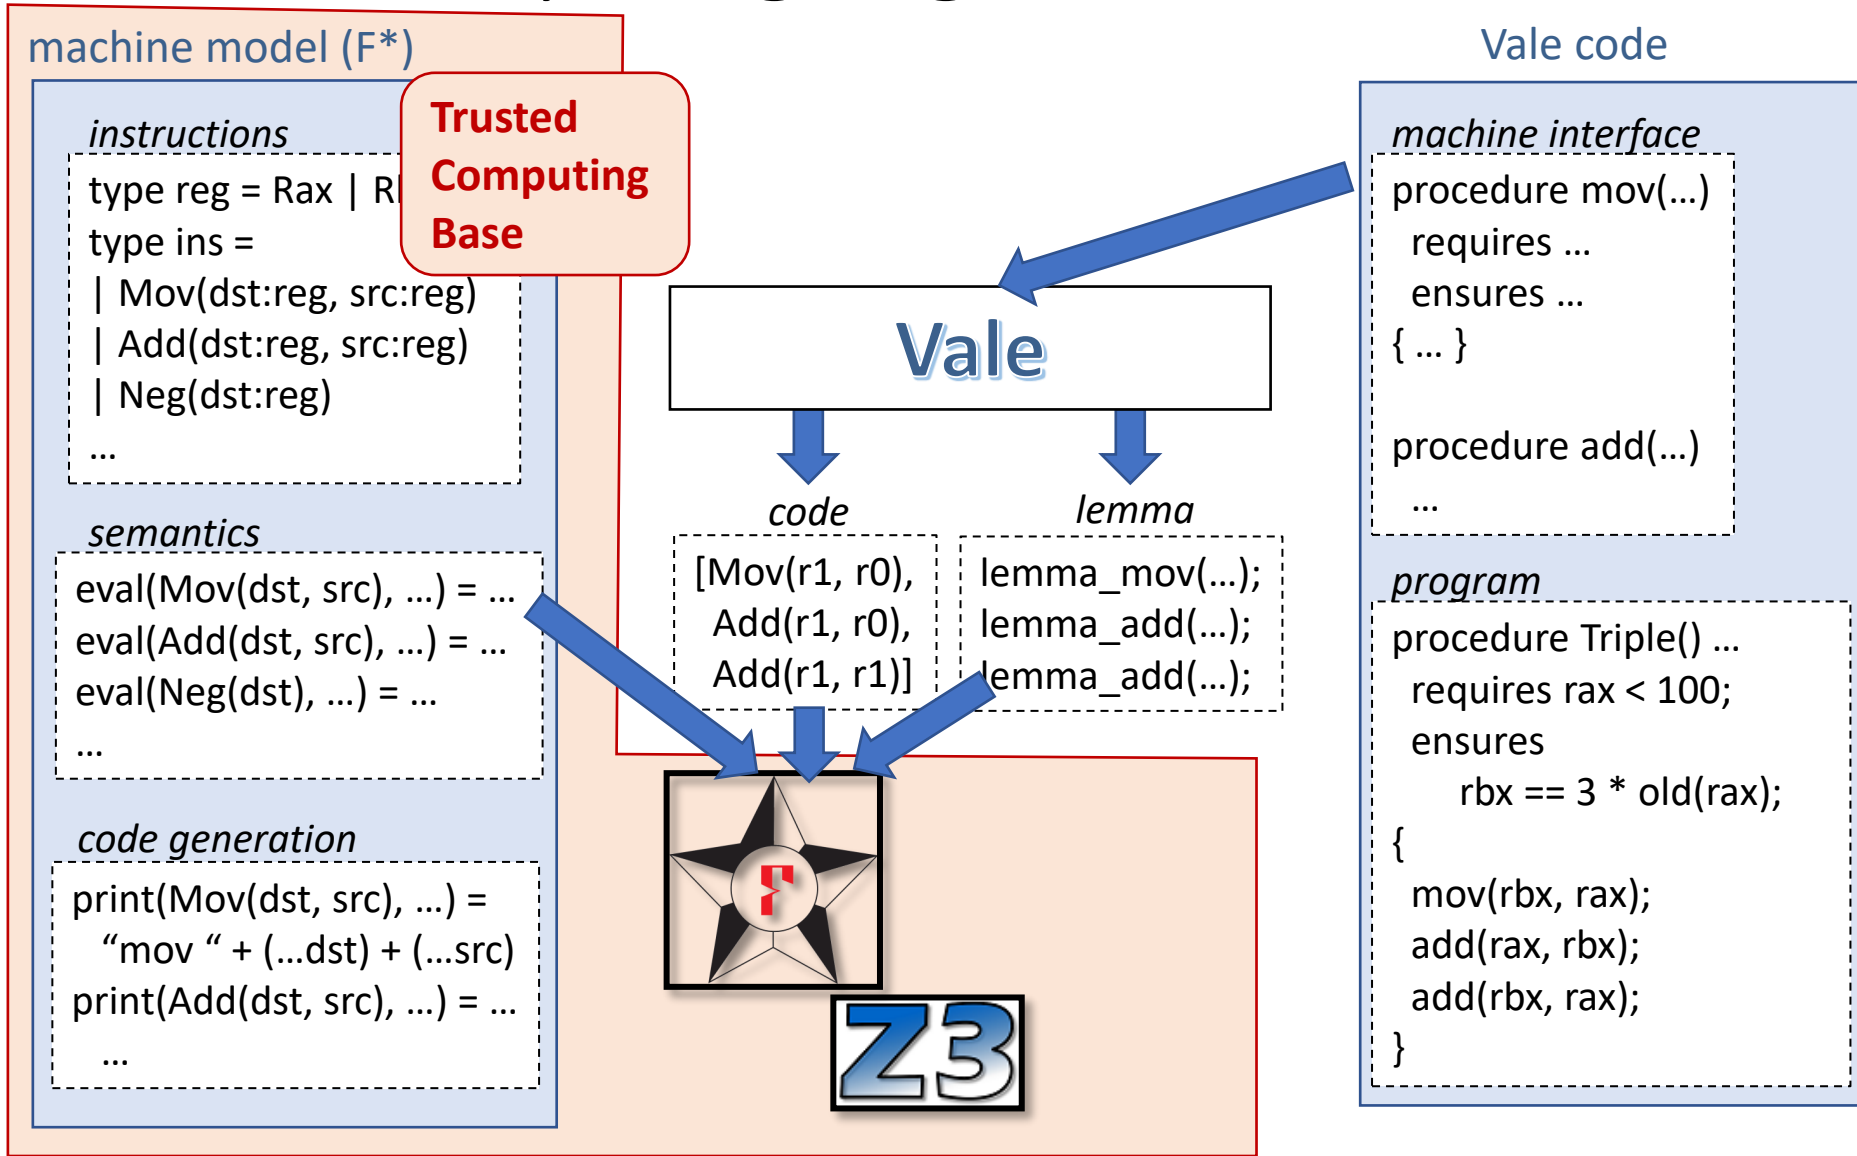 machine model (F*)
Trusted
Computing
Base
instructions
type reg = Rax |
type ins =
| Mov(dst:reg, src:reg)
| Add(dst:reg, src:reg)
| Neg(dst:reg)
…
semantics
eval(Mov(dst, src), …) = …
eval(Add(dst, src), …) = …
eval(Neg(dst), …) = …
…
code generation
print(Mov(dst, src), …) =
“mov “ + (…dst) + (…src)
print(Add(dst, src), …) = …
…
Vale
code
[Mov(r1, r0),
Add(r1, r0),
Add(r1, r1)]
lemma
lemma_mov(…);
lemma_add(…);
lemma_add(…);
F
Z3
Vale code
machine interface
procedure mov(…)
requires …
ensures …
{ … }
procedure add(…)
…
program
procedure Triple() …
requires rax < 100;
ensures
rbx == 3 * old(rax);
{
mov(rbx, rax);
add(rax, rbx);
add(rbx, rax);
}